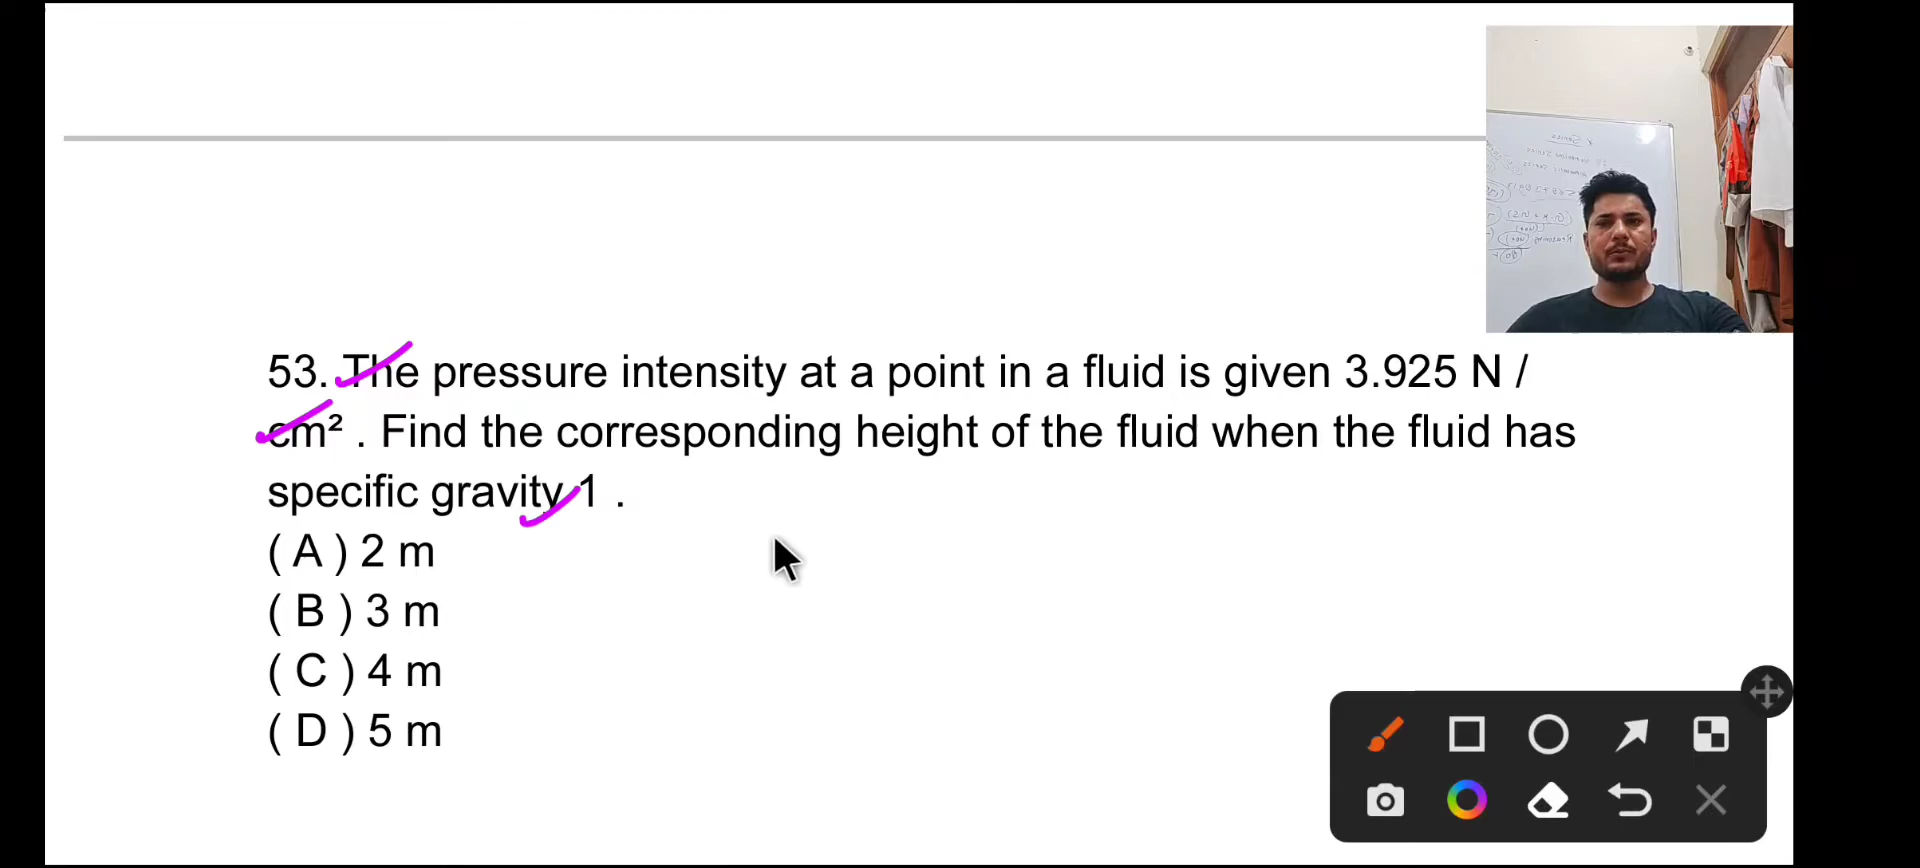 53. The pressure intensity at a point in a fluid is given 3.925 N /
cm² . Find the corresponding height of the fluid when the fluid has
specific gravity 1 .
( A ) 2 m
( B ) 3 m
( C ) 4 m
( D ) 5 m